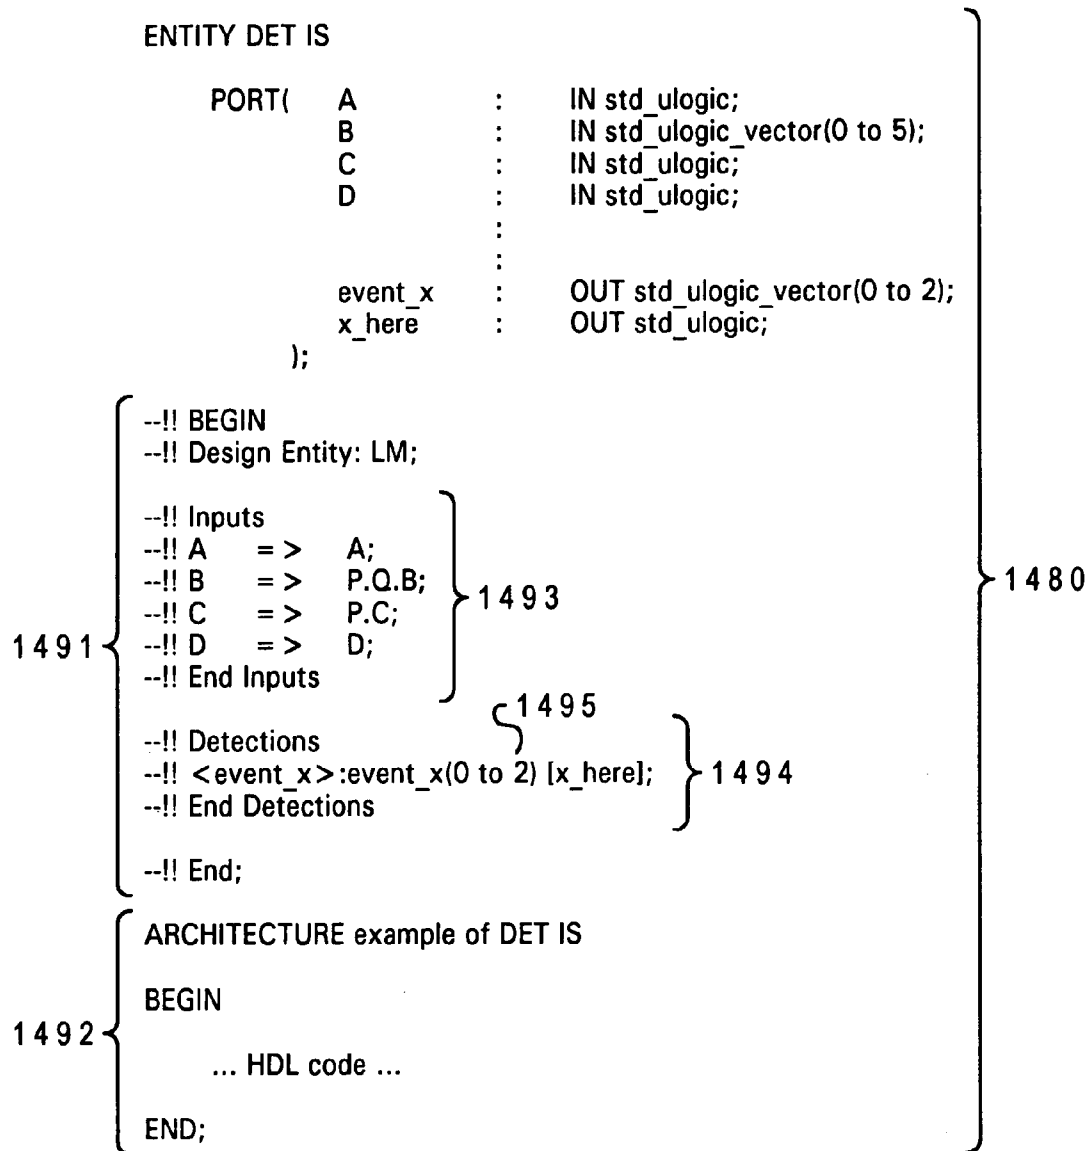 ENTITY DET IS
PORT( A : IN std_ulogic;
B : IN std_ulogic_vector(0 to 5);
C : IN std_ulogic;
D : IN std_ulogic;
:
:
event_x : OUT std_ulogic_vector(0 to 2);
x_here : OUT std_ulogic;
);
--!! BEGIN
--!! Design Entity: LM;
--!! Inputs
--!! A = > A;
--!! B = > P.Q.B;
--!! C = > P.C;
--!! D = > D;
--!! End Inputs
1493
1480
1491
1495
--!! Detections
--!! <event_x>:event_x(0 to 2) [x_here];
--!! End Detections
1494
--!! End;
ARCHITECTURE example of DET IS
BEGIN
1492
... HDL code ...
END;